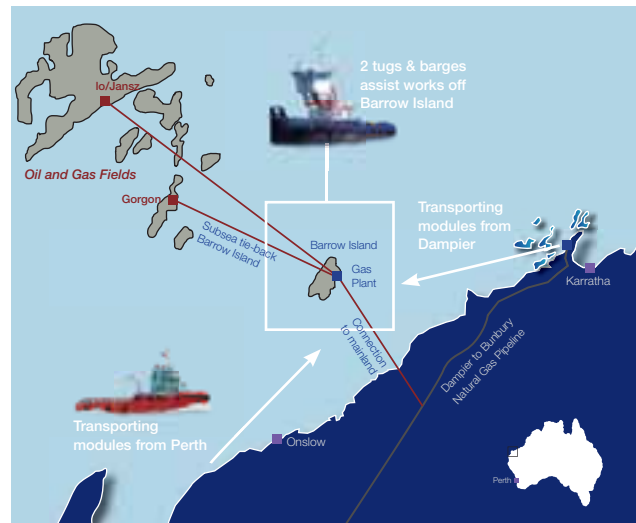 2 tugs & barges
assist works off
Barrow Island
Io/Jansz
Oil and Gas Fields
Gorgon
Subsea tie-back
Barrow Island
Barrow Island
Gas
Plant
Transporting
modules from
Dampier
Karratha
Connection
to mainland
Dampier to Bunbury
Natural Gas Pipeline
Transporting
modules from Perth
Onslow
Perth